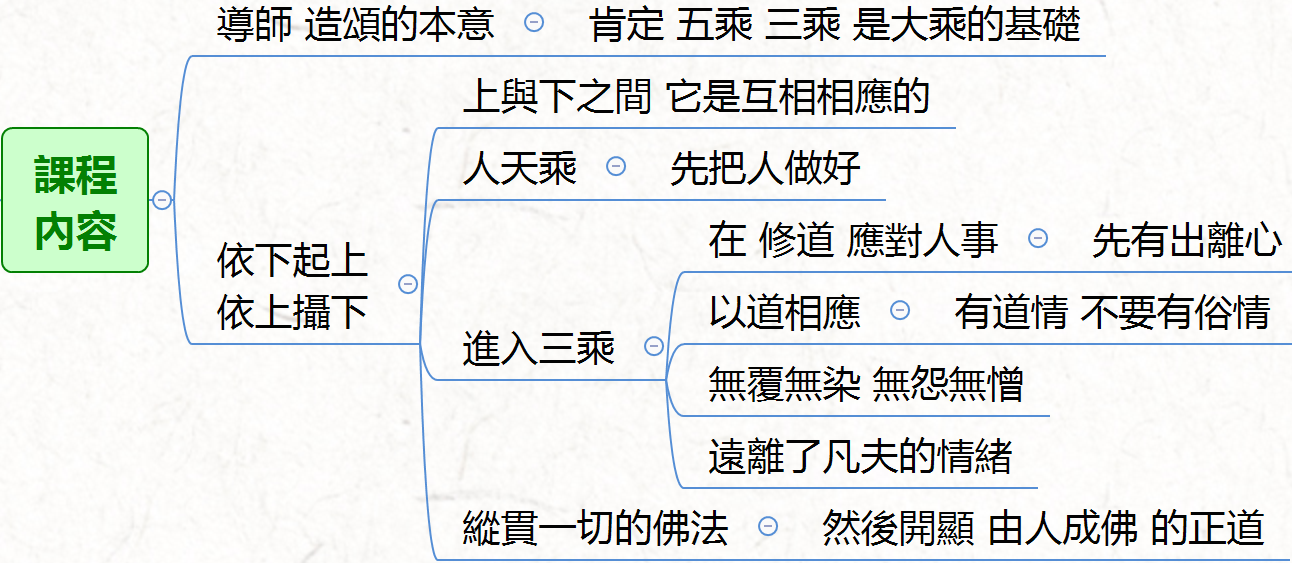 課程
內容
導師 造頌的本意
肯定 五乘 三乘 是大乘的基礎
依下起上
依上攝下
上與下之間 它是互相相應的
人天乘
先把人做好
進入三乘
在 修道 應對人事
先有出離心
以道相應
有道情 不要有俗情
無覆無染 無怨無憎
遠離了凡夫的情緒
縱貫一切的佛法
然後開顯 由人成佛 的正道